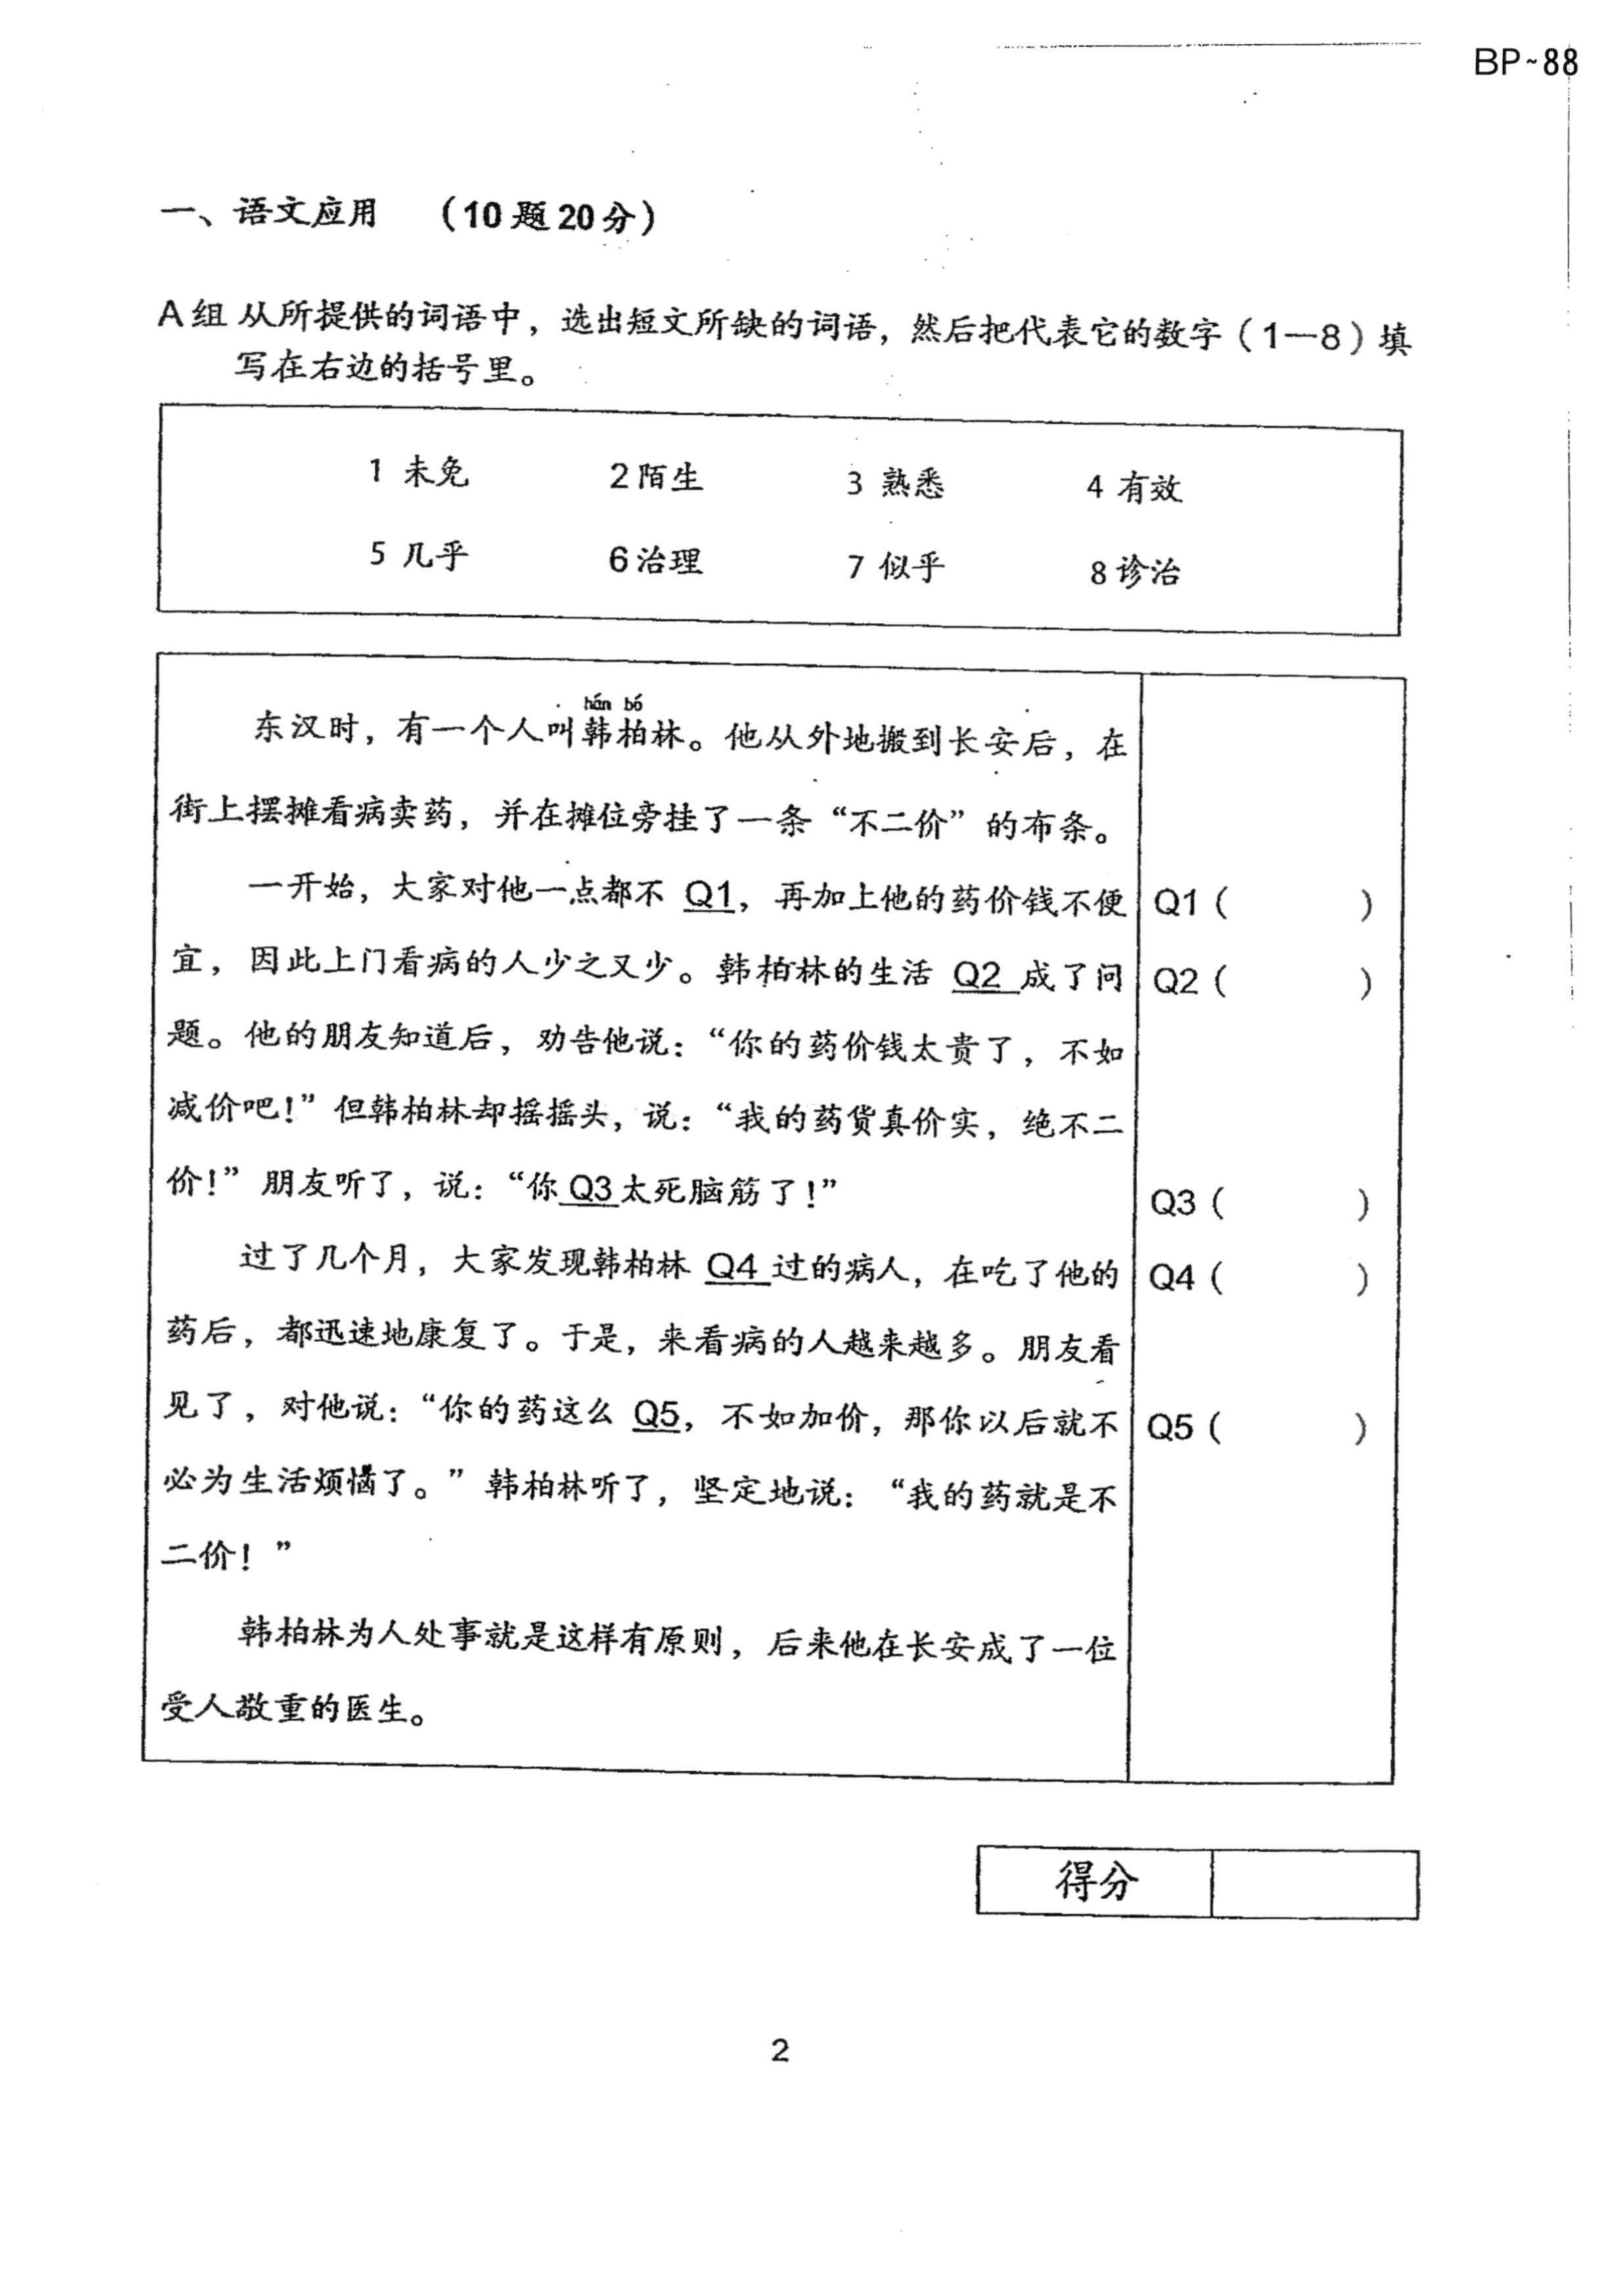 BP~88
一、语文应用 （10题20分）
A组 从所提供的词语中，选出短文所缺的词语，然后把代表它的数字（1—8）填
写在右边的括号里。
1 未免 2陌生 3 熟悉 4 有效
5 几乎 6治理 7 似乎 8诊治
hán bó
东汉时，有一个人叫韩柏林。他从外地搬到长安后，在
街上摆摊看病卖药，并在摊位旁挂了一条“不二价”的布条。
一开始，大家对他一点都不 Q1，再加上他的药价钱不便 Q1（ ）
宜，因此上门看病的人少之又少。韩柏林的生活 Q2 成了问 Q2（ ）
题。他的朋友知道后，劝告他说：“你的药价钱太贵了，不如
减价吧！”但韩柏林却摇摇头，说：“我的药货真价实，绝不二
价！”朋友听了，说：“你 Q3 太死脑筋了！” Q3（ ）
过了几个月，大家发现韩柏林 Q4 过的病人，在吃了他的 Q4（ ）
药后，都迅速地康复了。于是，来看病的人越来越多。朋友看
见了，对他说：“你的药这么 Q5，不如加价，那你以后就不 Q5（ ）
必为生活烦恼了。”韩柏林听了，坚定地说：“我的药就是不
二价！”
韩柏林为人处事就是这样有原则，后来他在长安成了一位
受人敬重的医生。
得分
2